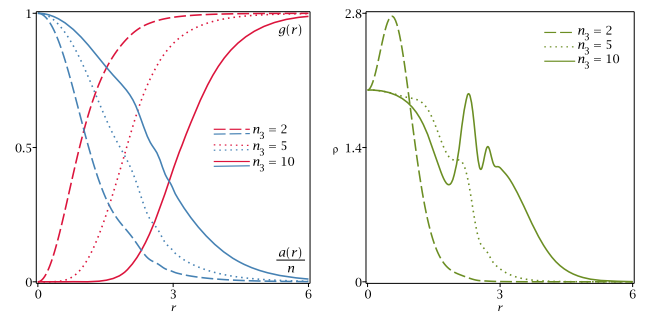 1
g(r)
n3 = 2
0.5
n3 = 5
n3 = 10
a(r)
n
0
0
3
6
r
2.8
n3 = 2
n3 = 5
n3 = 10
ρ
1.4
0
0
3
6
r